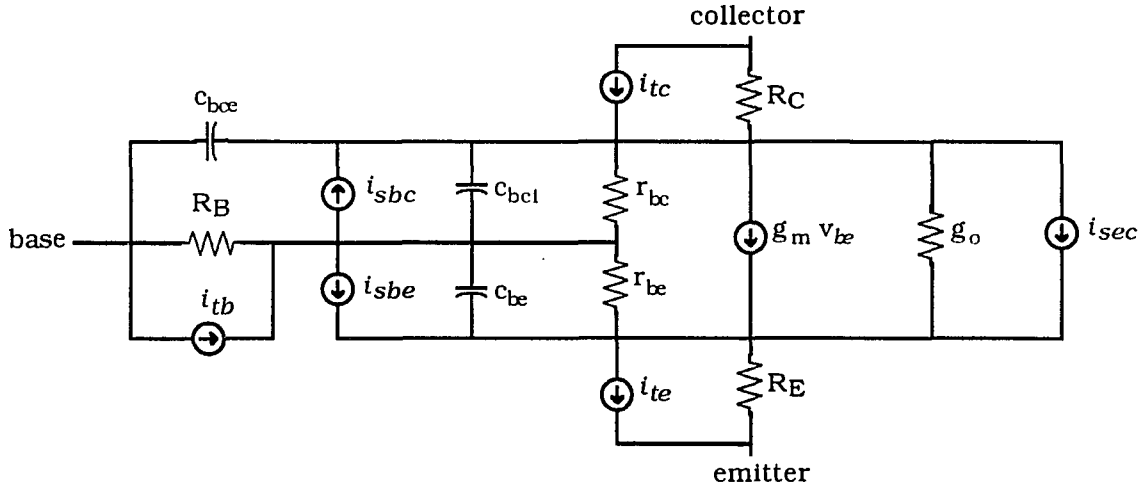 collector
i_tc
R_C
c_bce
i_sbc
c_bci
r_bc
R_B
base
g_m v_be
g_o
i_sec
i_sbe
c_be
r_be
i_tb
i_te
R_E
emitter